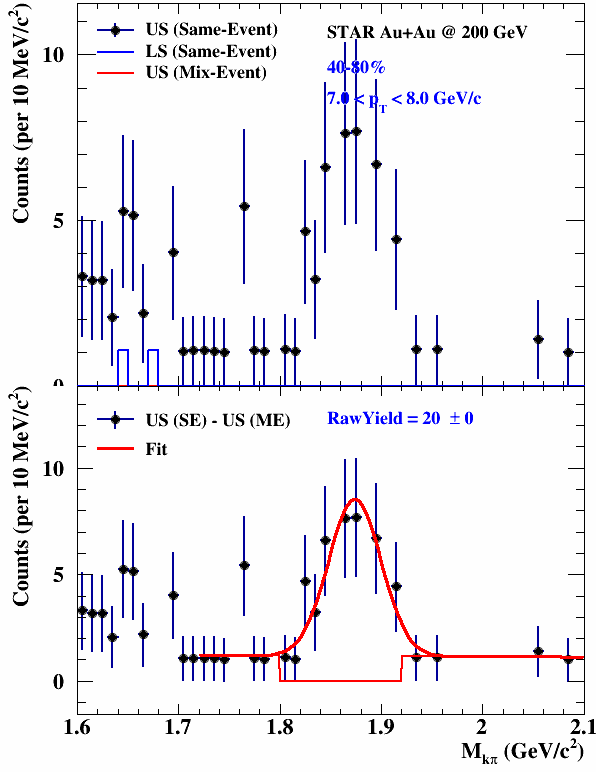 Counts (per 10 MeV/c²)
US (Same-Event)
LS (Same-Event)
US (Mix-Event)
STAR Au+Au @ 200 GeV
40-80%
7.0 < p_T < 8.0 GeV/c
10
5
0
Counts (per 10 MeV/c²)
US (SE) - US (ME)
Fit
RawYield = 20 ± 0
10
5
0
1.6 1.7 1.8 1.9 2 2.1
M_kπ (GeV/c²)